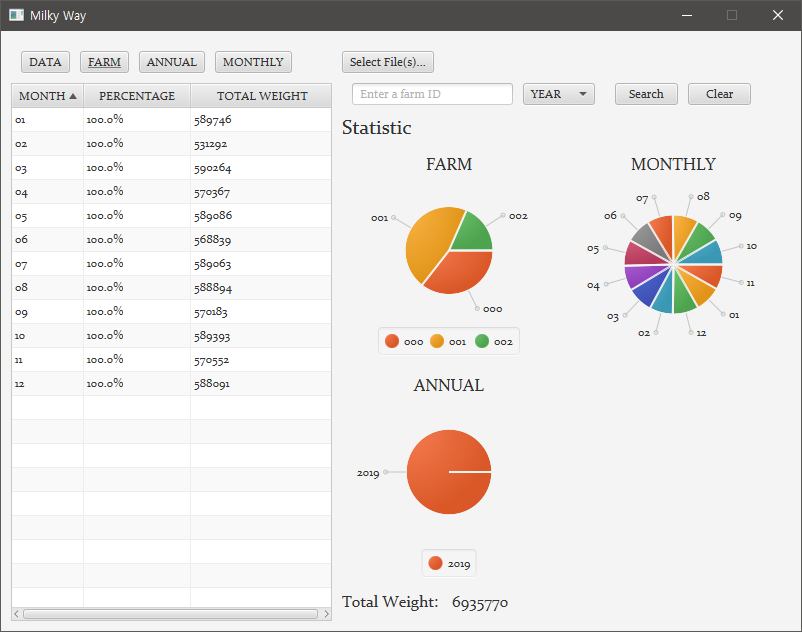 Milky Way
DATA FARM ANNUAL MONTHLY Select File(s)...
Enter a farm ID YEAR Search Clear
MONTH PERCENTAGE TOTAL WEIGHT
01 100.0% 589746
02 100.0% 531292
03 100.0% 590264
04 100.0% 570367
05 100.0% 589086
06 100.0% 568839
07 100.0% 589063
08 100.0% 588894
09 100.0% 570183
10 100.0% 589393
11 100.0% 570552
12 100.0% 588091
Statistic
FARM
001 002
000
000 001 002
MONTHLY
07 08
06 09
05 10
04 11
03 01
02 12
ANNUAL
2019
2019
Total Weight: 6935770